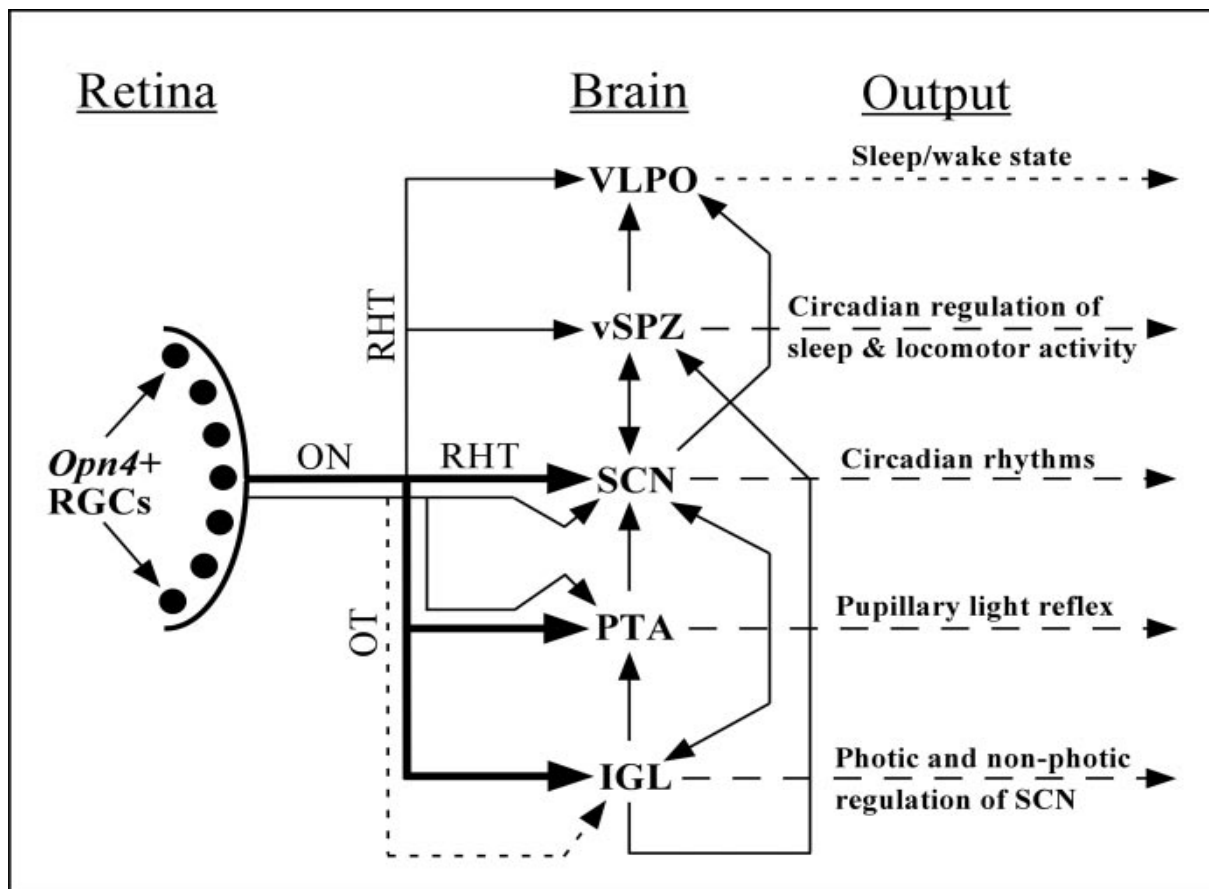 Retina
Brain
Output
Sleep/wake state
VLPO
RHT
vSPZ
Circadian regulation of
sleep & locomotor activity
Opn4+
RGCs
ON
RHT
SCN
Circadian rhythms
OT
PTA
Pupillary light reflex
IGL
Photic and non-photic
regulation of SCN